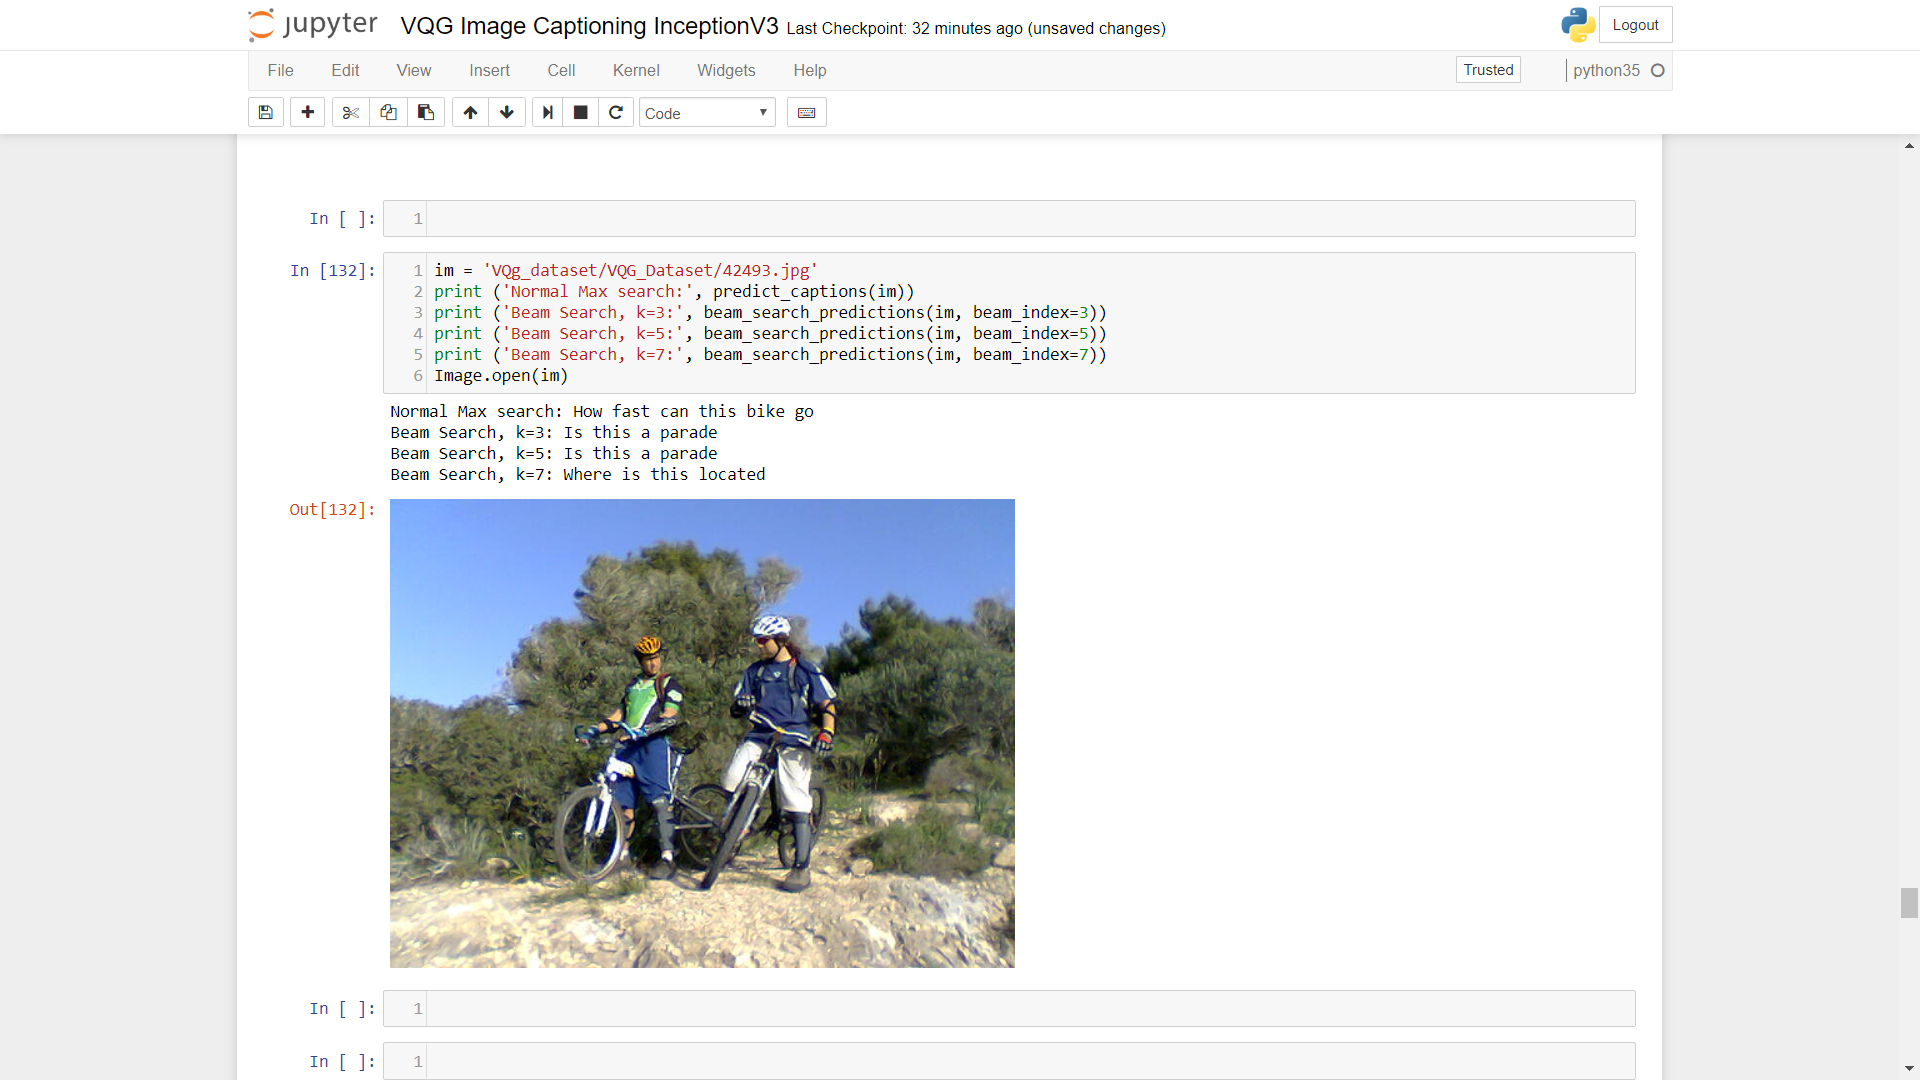 jupyter VQG Image Captioning InceptionV3 Last Checkpoint: 32 minutes ago (unsaved changes) Logout
File Edit View Insert Cell Kernel Widgets Help Trusted python35
Code
In [ ]: 1
In [132]: 1 im = 'VQg_dataset/VQG_Dataset/42493.jpg'
2 print ('Normal Max search:', predict_captions(im))
3 print ('Beam Search, k=3:', beam_search_predictions(im, beam_index=3))
4 print ('Beam Search, k=5:', beam_search_predictions(im, beam_index=5))
5 print ('Beam Search, k=7:', beam_search_predictions(im, beam_index=7))
6 Image.open(im)
Normal Max search: How fast can this bike go
Beam Search, k=3: Is this a parade
Beam Search, k=5: Is this a parade
Beam Search, k=7: Where is this located
Out[132]:
In [ ]: 1
In [ ]: 1